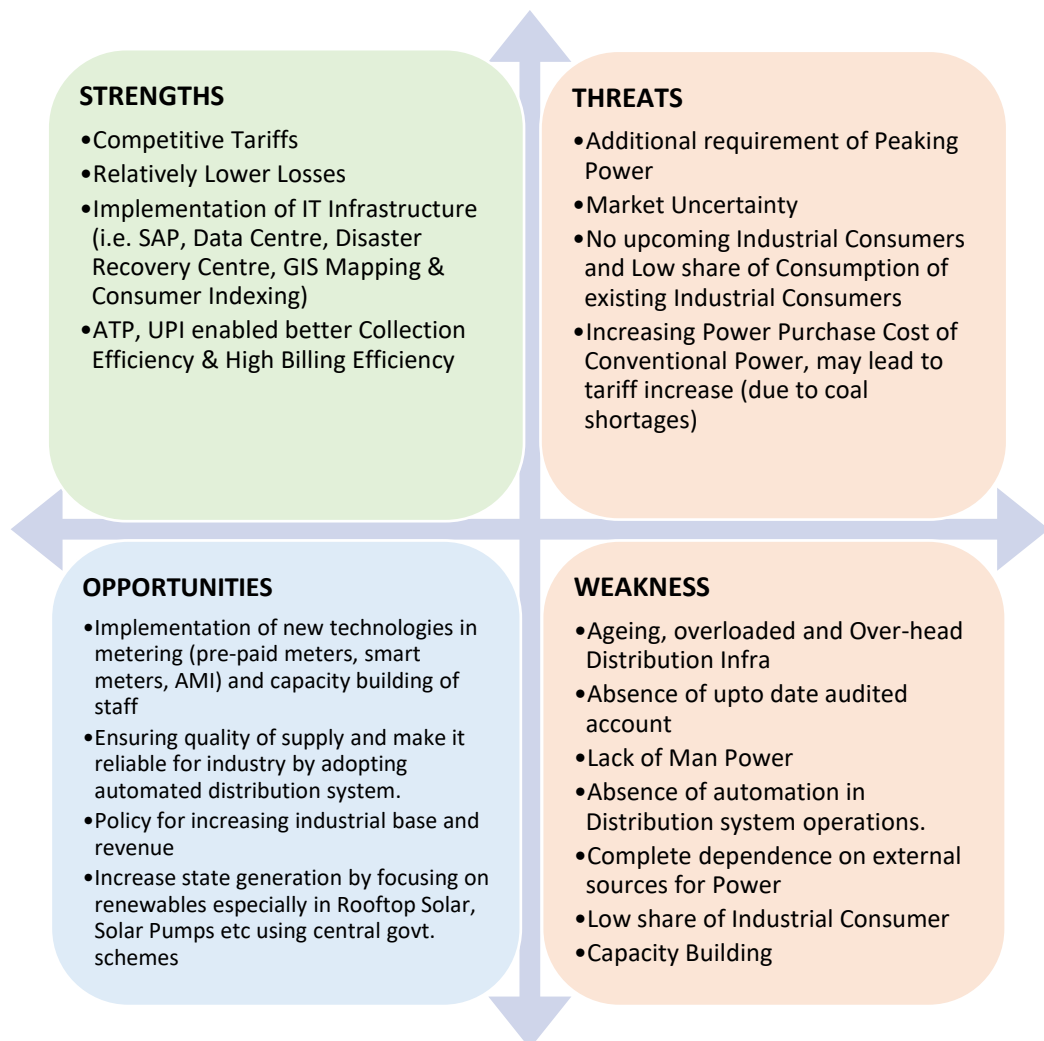 STRENGTHS
•Competitive Tariffs
•Relatively Lower Losses
•Implementation of IT Infrastructure
(i.e. SAP, Data Centre, Disaster
Recovery Centre, GIS Mapping &
Consumer Indexing)
•ATP, UPI enabled better Collection
Efficiency & High Billing Efficiency
THREATS
•Additional requirement of Peaking
Power
•Market Uncertainty
•No upcoming Industrial Consumers
and Low share of Consumption of
existing Industrial Consumers
•Increasing Power Purchase Cost of
Conventional Power, may lead to
tariff increase (due to coal
shortages)
OPPORTUNITIES
•Implementation of new technologies in
metering (pre-paid meters, smart
meters, AMI) and capacity building of
staff
•Ensuring quality of supply and make it
reliable for industry by adopting
automated distribution system.
•Policy for increasing industrial base and
revenue
•Increase state generation by focusing on
renewables especially in Rooftop Solar,
Solar Pumps etc using central govt.
schemes
WEAKNESS
•Ageing, overloaded and Over-head
Distribution Infra
•Absence of upto date audited
account
•Lack of Man Power
•Absence of automation in
Distribution system operations.
•Complete dependence on external
sources for Power
•Low share of Industrial Consumer
•Capacity Building